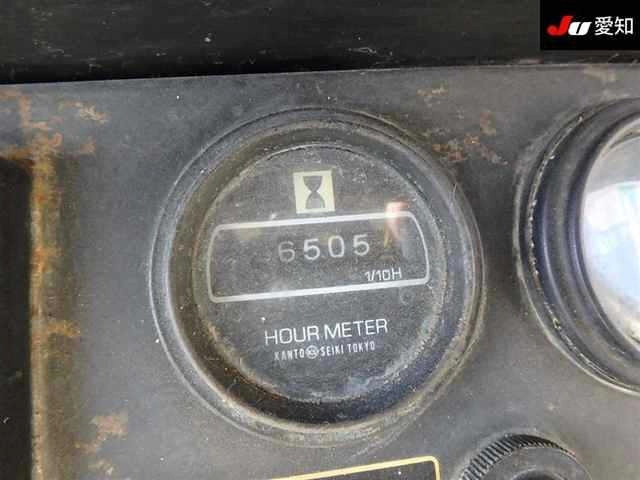 JU 愛知
6505
1/10H
HOUR METER
KANTO SEIKI TOKYO